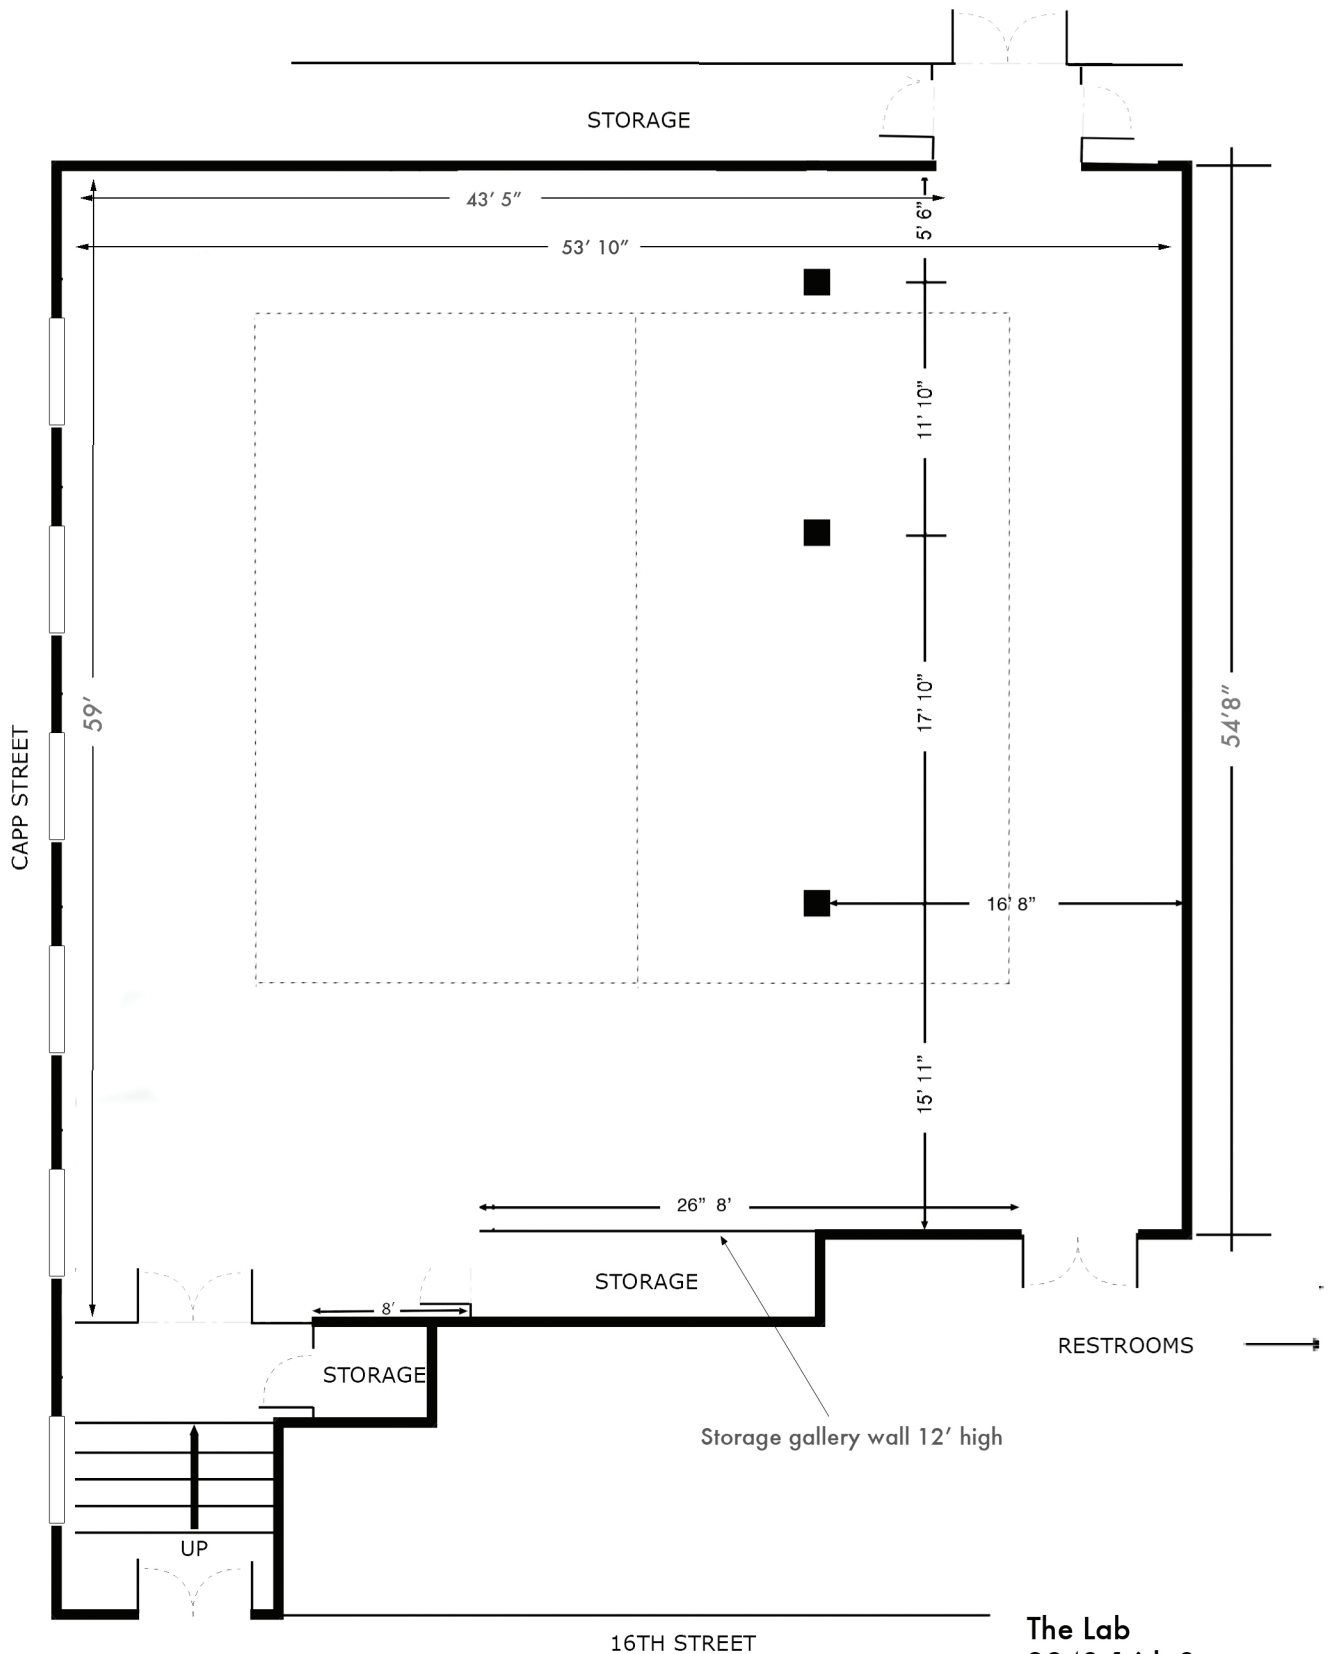 STORAGE
43' 5"
5' 6"
53' 10"
11' 10"
17' 10"
59'
54'8"
CAPP STREET
16' 8"
15' 11"
26" 8'
STORAGE
8'
RESTROOMS
STORAGE
Storage gallery wall 12' high
UP
The Lab
16TH STREET